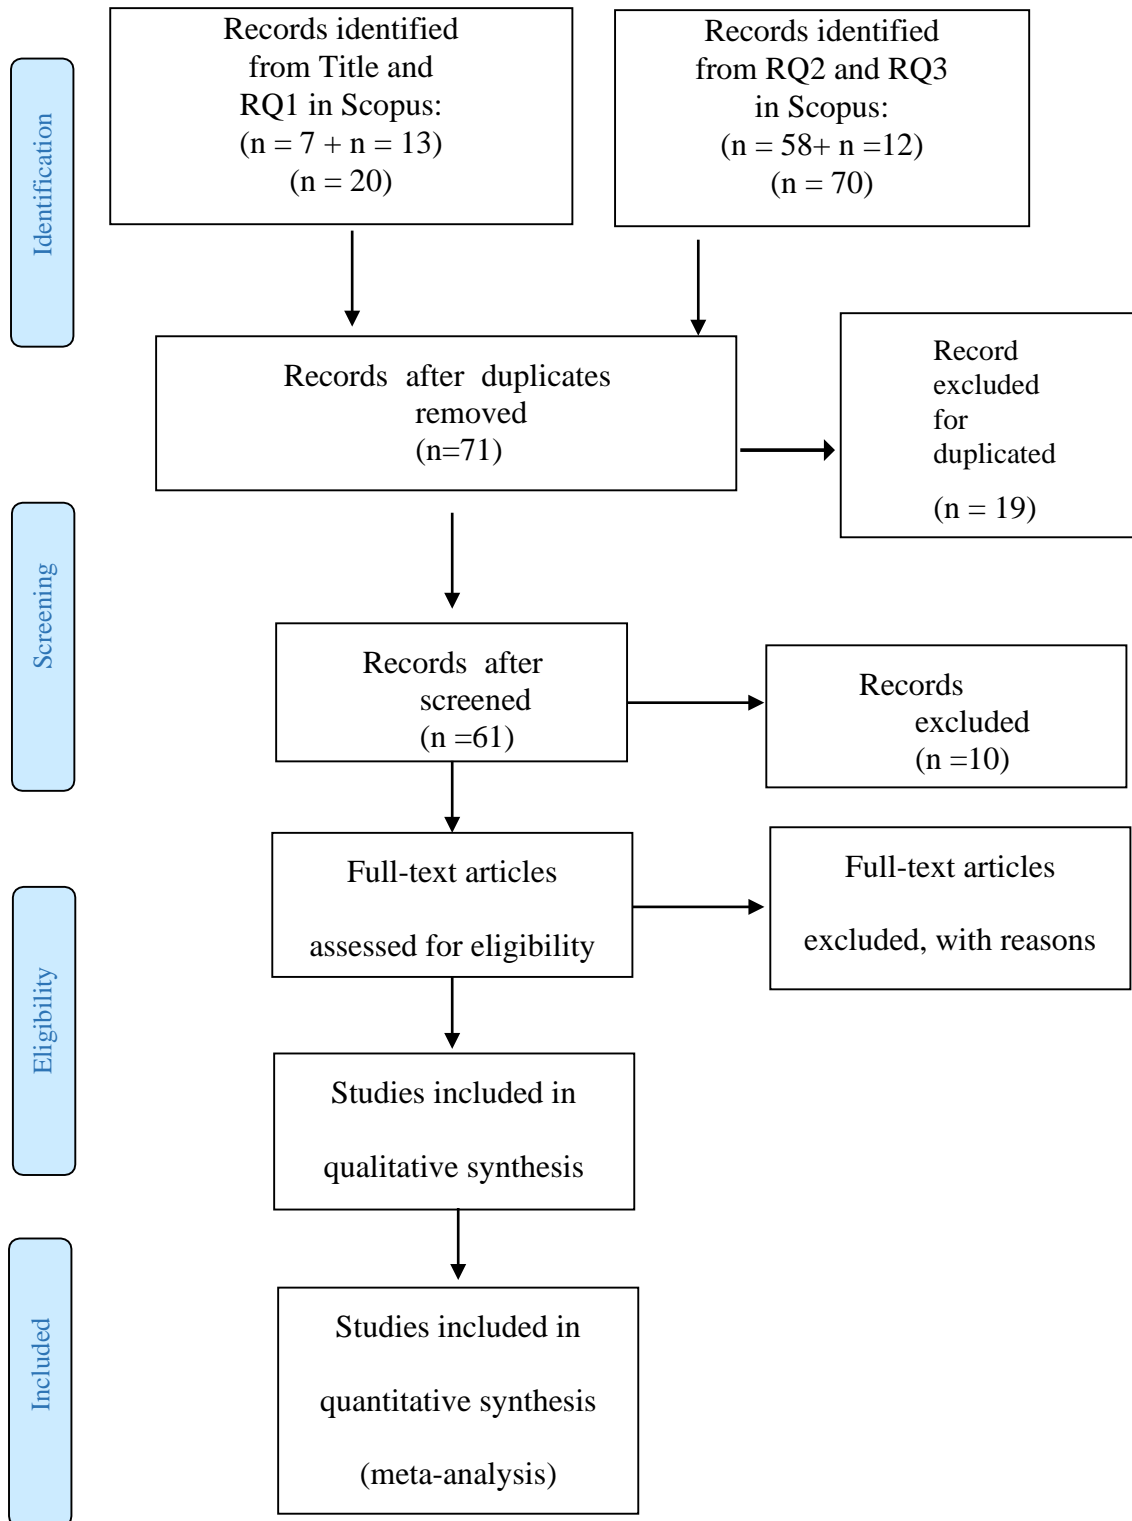 Records identified
from Title and
RQ1 in Scopus:
(n = 7 + n = 13)
(n = 20)
Records identified
from RQ2 and RQ3
in Scopus:
(n = 58+ n =12)
(n = 70)
Identification
Records after duplicates
removed
(n=71)
Record
excluded
for
duplicated
(n = 19)
Screening
Records after
screened
(n =61)
Records
excluded
(n =10)
Full-text articles
assessed for eligibility
Full-text articles
excluded, with reasons
Eligibility
Studies included in
qualitative synthesis
Included
Studies included in
quantitative synthesis
(meta-analysis)